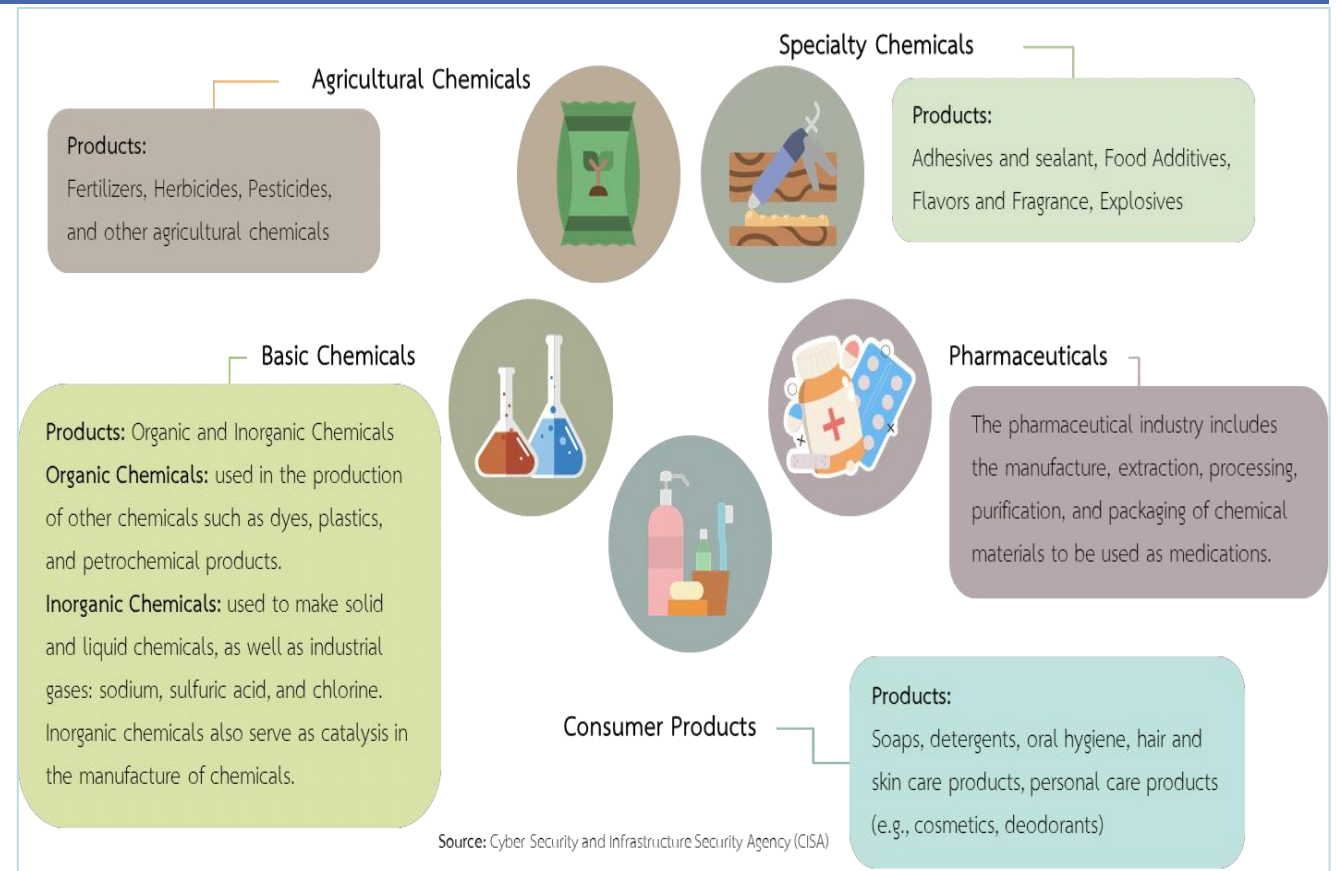 Agricultural Chemicals
Products:
Fertilizers, Herbicides, Pesticides,
and other agricultural chemicals
Specialty Chemicals
Products:
Adhesives and sealant, Food Additives,
Flavors and Fragrance, Explosives
Basic Chemicals
Products: Organic and Inorganic Chemicals
Organic Chemicals: used in the production
of other chemicals such as dyes, plastics,
and petrochemical products.
Inorganic Chemicals: used to make solid
and liquid chemicals, as well as industrial
gases: sodium, sulfuric acid, and chlorine.
Inorganic chemicals also serve as catalysis in
the manufacture of chemicals.
Pharmaceuticals
The pharmaceutical industry includes
the manufacture, extraction, processing,
purification, and packaging of chemical
materials to be used as medications.
Consumer Products
Products:
Soaps, detergents, oral hygiene, hair and
skin care products, personal care products
(e.g., cosmetics, deodorants)
Source: Cyber Security and Infrastructure Security Agency (CISA)